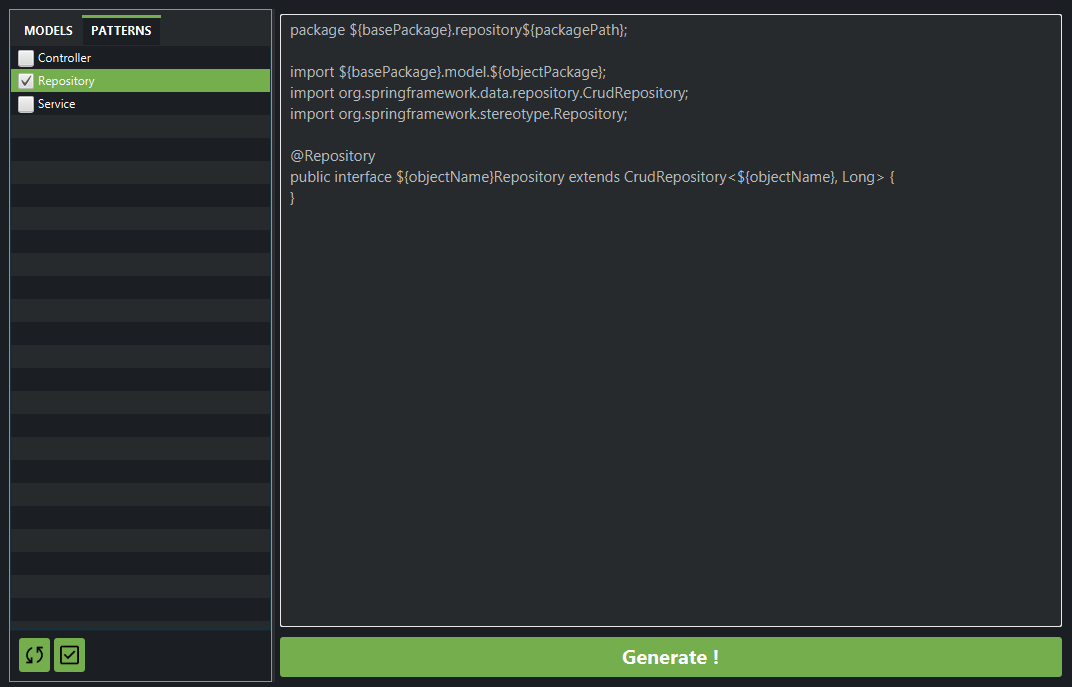 MODELS PATTERNS
Controller
Repository
Service
package ${basePackage}.repository${packagePath};
import ${basePackage}.model.${objectPackage};
import org.springframework.data.repository.CrudRepository;
import org.springframework.stereotype.Repository;
@Repository
public interface ${objectName}Repository extends CrudRepository<${objectName}, Long> {
}
Generate !